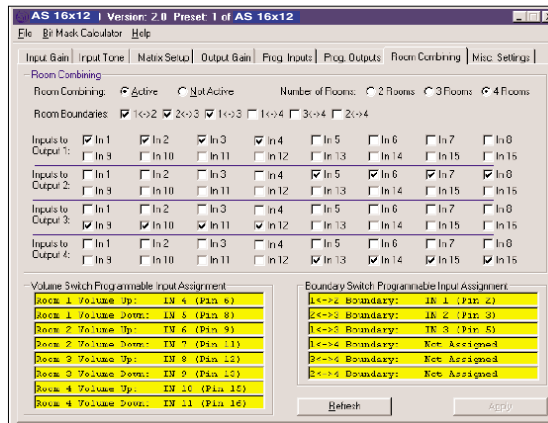 AS 16x12 | Version: 2.0 Preset: 1 of AS 16x12
File Bit Mask Calculator Help
Input Gain Input Tone Matrix Setup Output Gain Prog. Inputs Prog. Outputs Room Combining Misc. Settings
Room Combining
Room Combining: Active Not Active Number of Rooms: 2 Rooms 3 Rooms 4 Rooms
Room Boundaries: 1<->2 2<->3 1<->3 1<->4 3<->4 2<->4
Inputs to Output 1: In 1 In 2 In 3 In 4 In 5 In 6 In 7 In 8
In 9 In 10 In 11 In 12 In 13 In 14 In 15 In 16
Inputs to Output 2: In 1 In 2 In 3 In 4 In 5 In 6 In 7 In 8
In 9 In 10 In 11 In 12 In 13 In 14 In 15 In 16
Inputs to Output 3: In 1 In 2 In 3 In 4 In 5 In 6 In 7 In 8
In 9 In 10 In 11 In 12 In 13 In 14 In 15 In 16
Inputs to Output 4: In 1 In 2 In 3 In 4 In 5 In 6 In 7 In 8
In 9 In 10 In 11 In 12 In 13 In 14 In 15 In 16
Volume Switch Programmable Input Assignment
Room 1 Volume Up: IN 4 (Pin 6)
Room 1 Volume Down: IN 5 (Pin 8)
Room 2 Volume Up: IN 6 (Pin 9)
Room 2 Volume Down: IN 7 (Pin 11)
Room 3 Volume Up: IN 8 (Pin 12)
Room 3 Volume Down: IN 9 (Pin 13)
Room 4 Volume Up: IN 10 (Pin 15)
Room 4 Volume Down: IN 11 (Pin 16)
Boundary Switch Programmable Input Assignment
1<->2 Boundary: IN 1 (Pin 2)
2<->3 Boundary: IN 2 (Pin 3)
1<->3 Boundary: IN 3 (Pin 5)
1<->4 Boundary: Not Assigned
3<->4 Boundary: Not Assigned
2<->4 Boundary: Not Assigned
Refresh Apply